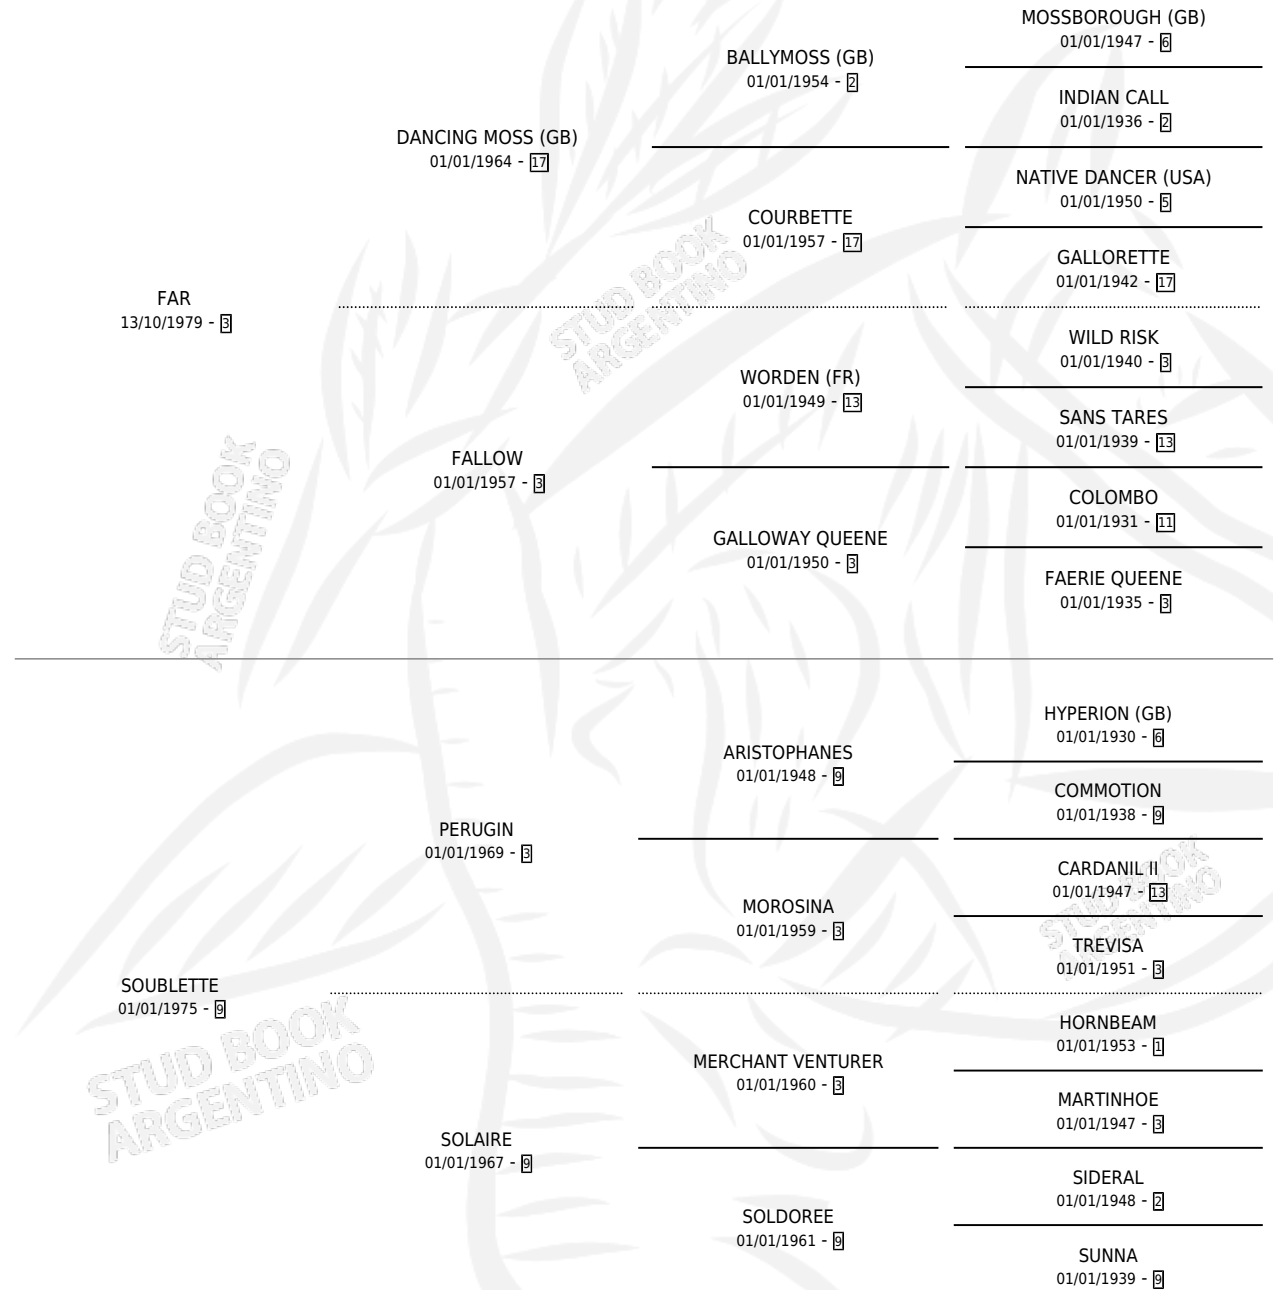 MOSSBOROUGH (GB)
01/01/1947 - 6
BALLYMOSS (GB)
01/01/1954 - 2
INDIAN CALL
01/01/1936 - 2
DANCING MOSS (GB)
01/01/1964 - 17
NATIVE DANCER (USA)
01/01/1950 - 5
COURBETTE
01/01/1957 - 17
GALLORETTE
01/01/1942 - 17
FAR
13/10/1979 - 3
WILD RISK
01/01/1940 - 3
WORDEN (FR)
01/01/1949 - 13
SANS TARES
01/01/1939 - 13
FALLOW
01/01/1957 - 3
COLOMBO
01/01/1931 - 11
GALLOWAY QUEENE
01/01/1950 - 3
FAERIE QUEENE
01/01/1935 - 3
STUD BOOK
ARGENTINO
STUD BOOK
ARGENTINO
HYPERION (GB)
01/01/1930 - 6
ARISTOPHANES
01/01/1948 - 9
COMMOTION
01/01/1938 - 9
PERUGIN
01/01/1969 - 3
CARDANIL II
01/01/1947 - 13
MOROSINA
01/01/1959 - 3
TREVISA
01/01/1951 - 3
SOUBLETTE
01/01/1975 - 9
HORNBEAM
01/01/1953 - 1
MERCHANT VENTURER
01/01/1960 - 3
MARTINHOE
01/01/1947 - 3
SOLAIRE
01/01/1967 - 9
SIDERAL
01/01/1948 - 2
SOLDOREE
01/01/1961 - 9
SUNNA
01/01/1939 - 9
STUD BOOK
ARGENTINO
STUD BOOK
ARGENTINO